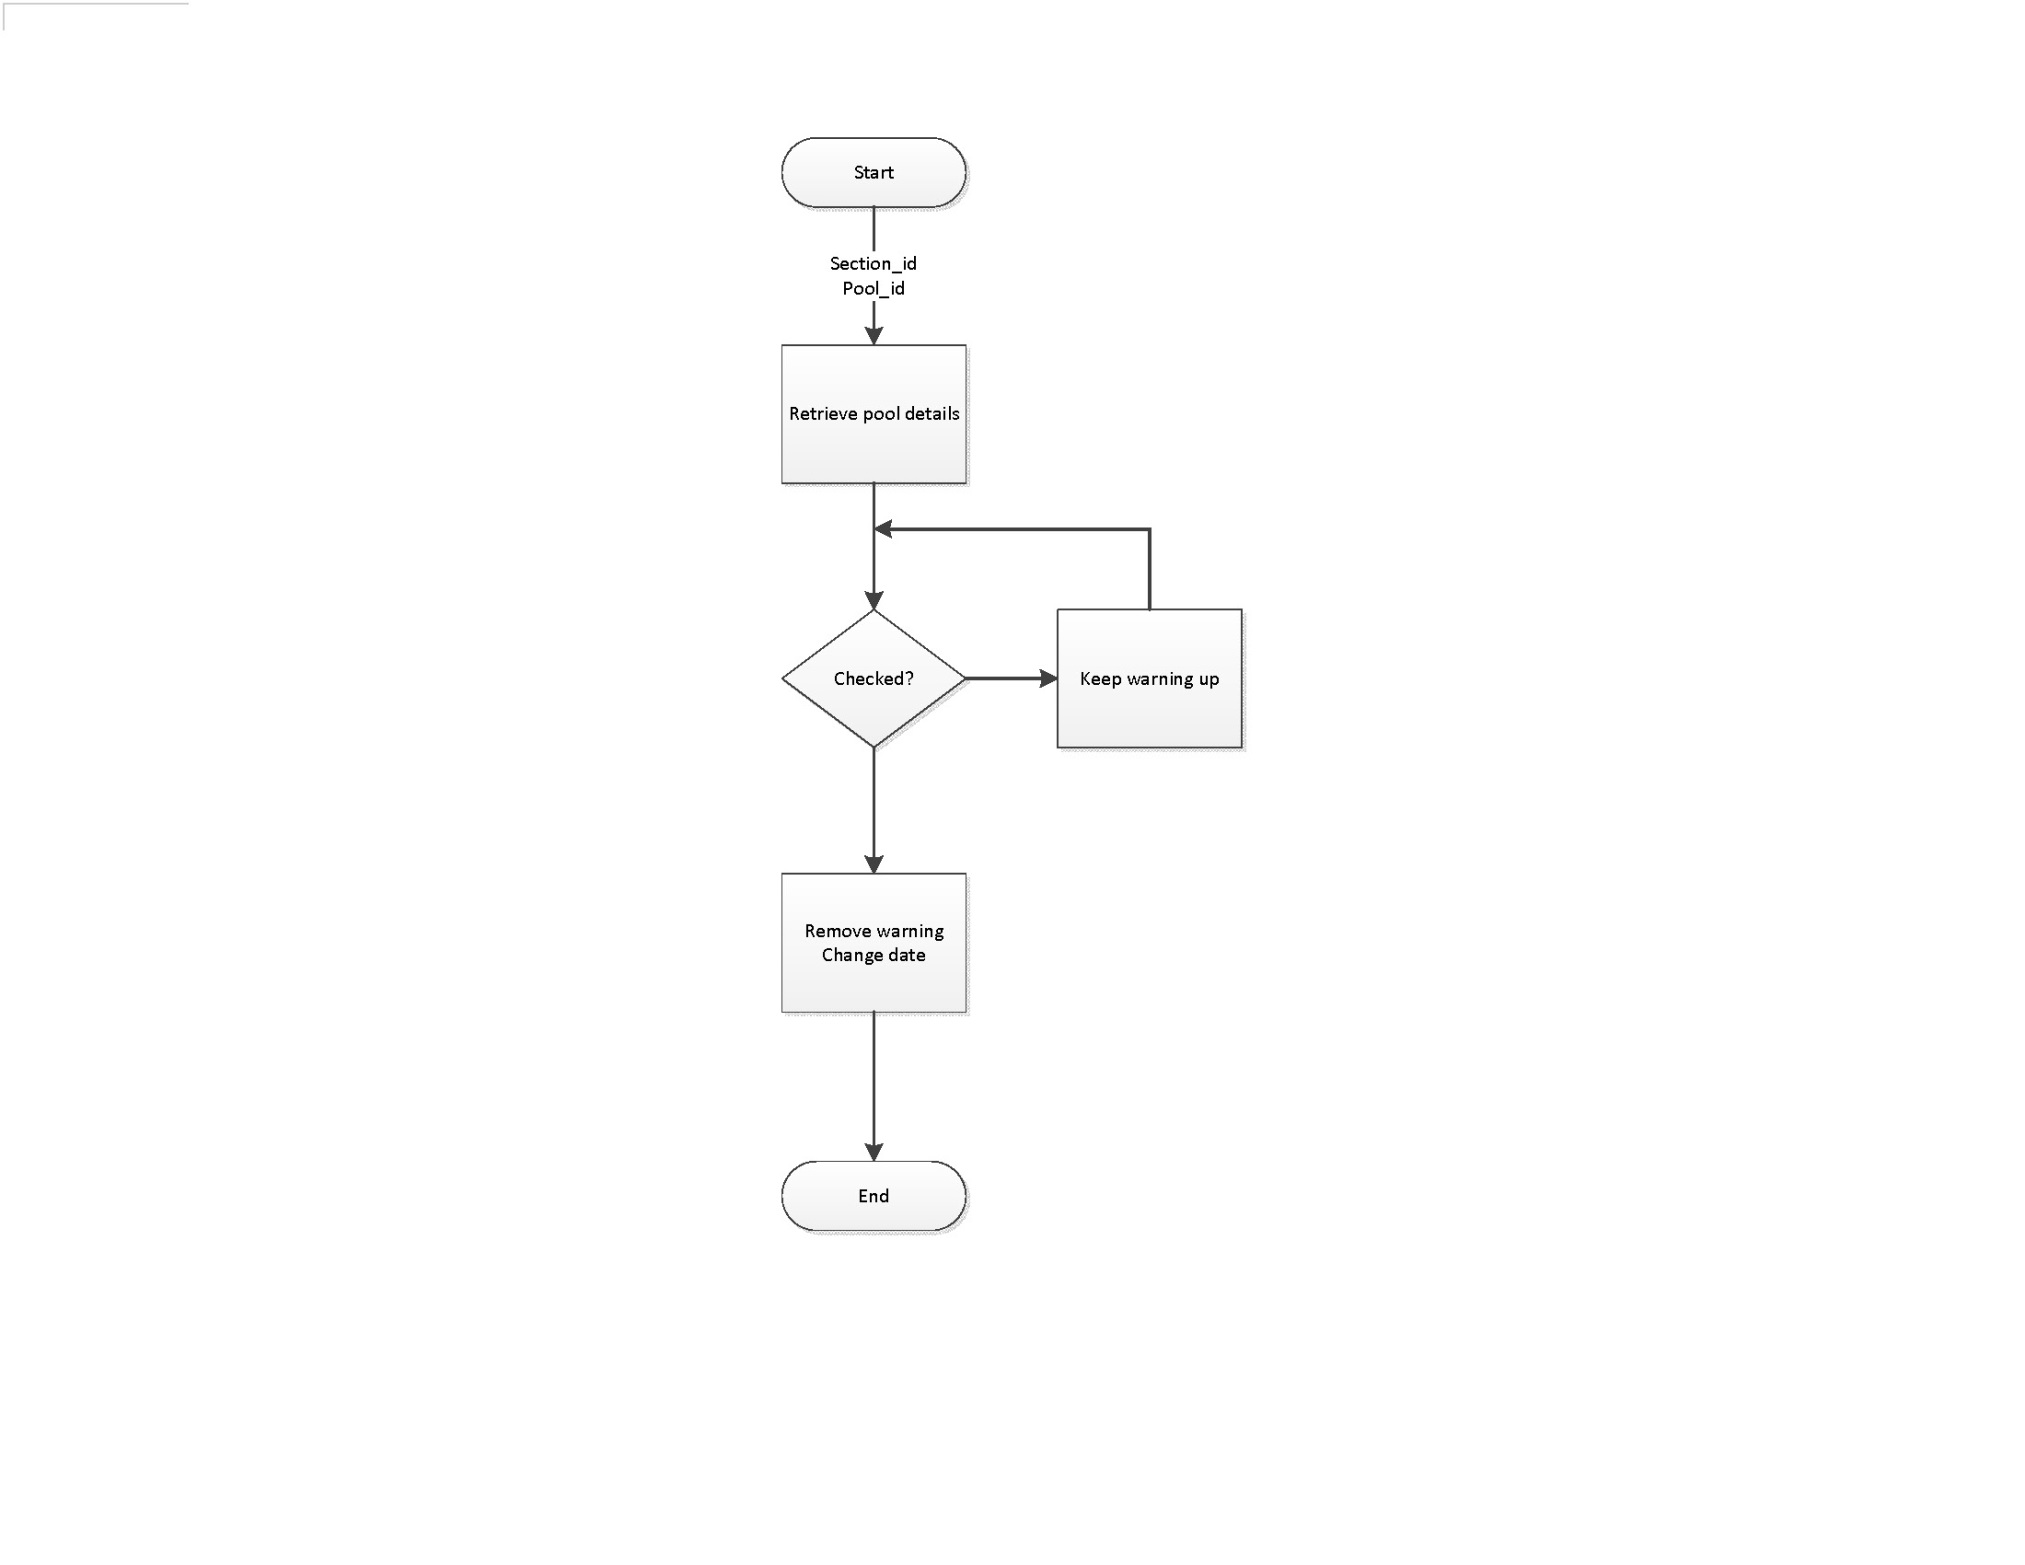 Start
Section_id
Pool_id
Retrieve pool details
Checked?
Keep warning up
Remove warning
Change date
End